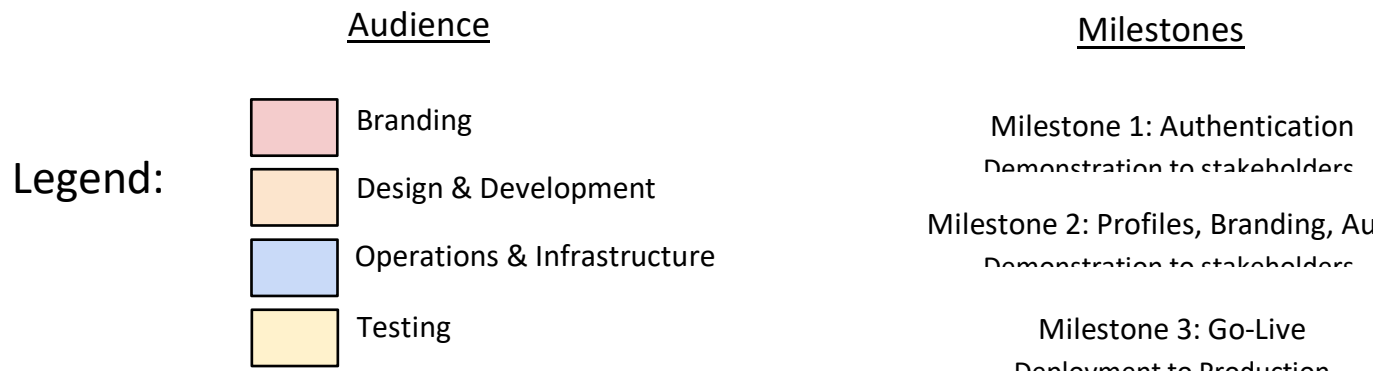 Audience
Milestones
Legend:
Branding
Design & Development
Operations & Infrastructure
Testing
Milestone 1: Authentication
Demonstration to stakeholders
Milestone 2: Profiles, Branding, Au
Demonstration to stakeholders
Milestone 3: Go-Live
Deployment to Production